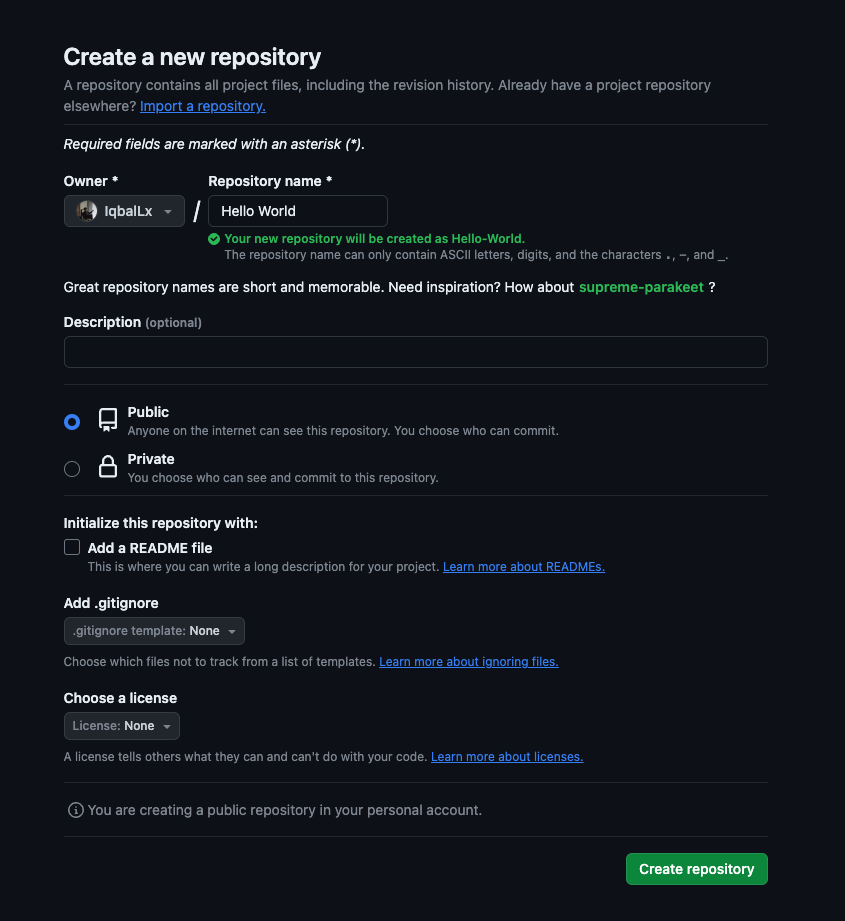 Create a new repository
A repository contains all project files, including the revision history. Already have a project repository
elsewhere? Import a repository.
Required fields are marked with an asterisk (*).
Owner *
Repository name *
IqbalLx
/
Hello World
Your new repository will be created as Hello-World.
The repository name can only contain ASCII letters, digits, and the characters ., -, and _.
Great repository names are short and memorable. Need inspiration? How about supreme-parakeet ?
Description (optional)
Public
Anyone on the internet can see this repository. You choose who can commit.
Private
You choose who can see and commit to this repository.
Initialize this repository with:
Add a README file
This is where you can write a long description for your project. Learn more about READMEs.
Add .gitignore
.gitignore template: None
Choose which files not to track from a list of templates. Learn more about ignoring files.
Choose a license
License: None
A license tells others what they can and can't do with your code. Learn more about licenses.
You are creating a public repository in your personal account.
Create repository